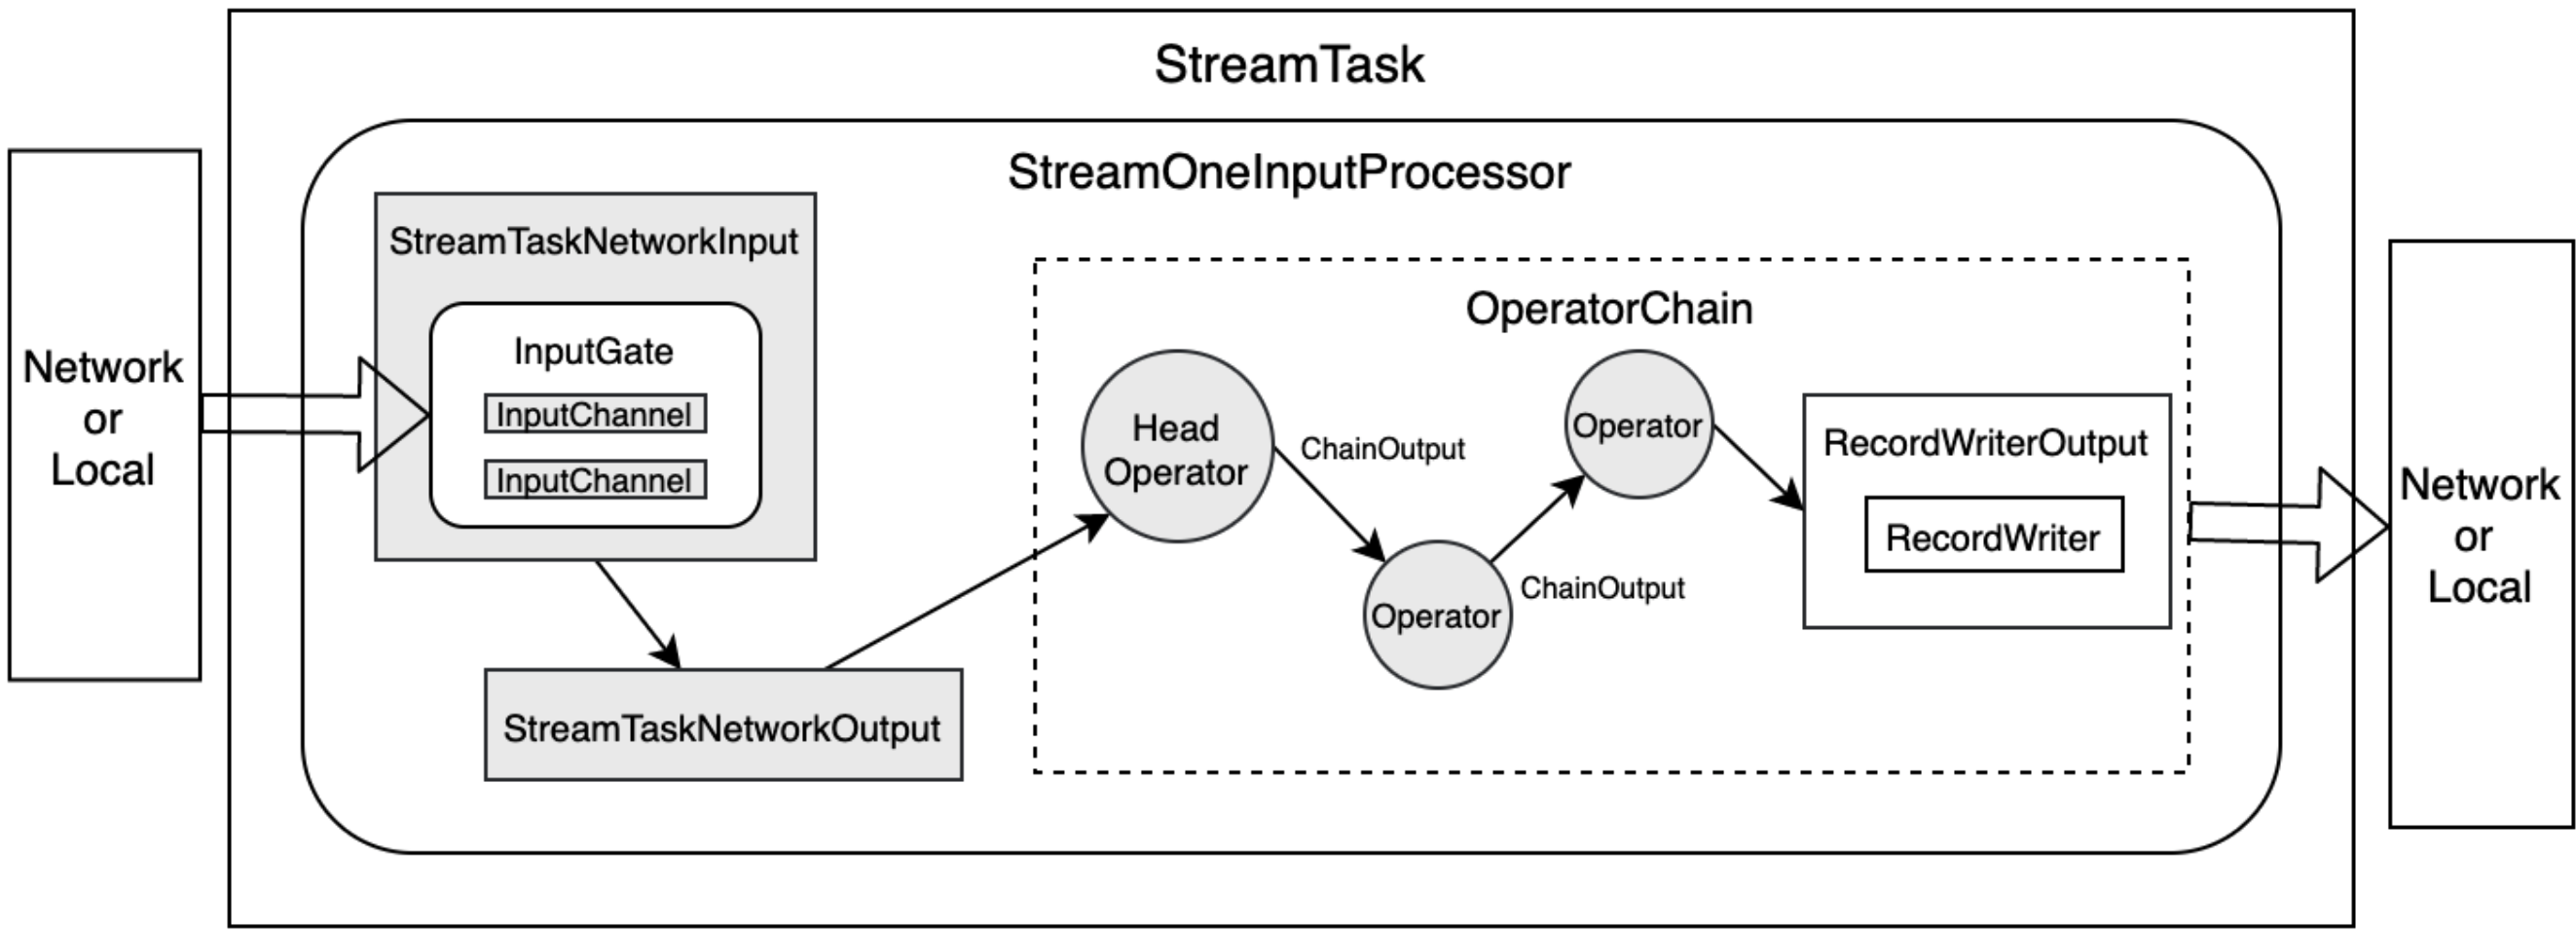 StreamTask
StreamOneInputProcessor
Network
or
Local
StreamTaskNetworkInput
InputGate
InputChannel
InputChannel
StreamTaskNetworkOutput
OperatorChain
Head
Operator
ChainOutput
Operator
ChainOutput
Operator
RecordWriterOutput
RecordWriter
Network
or
Local